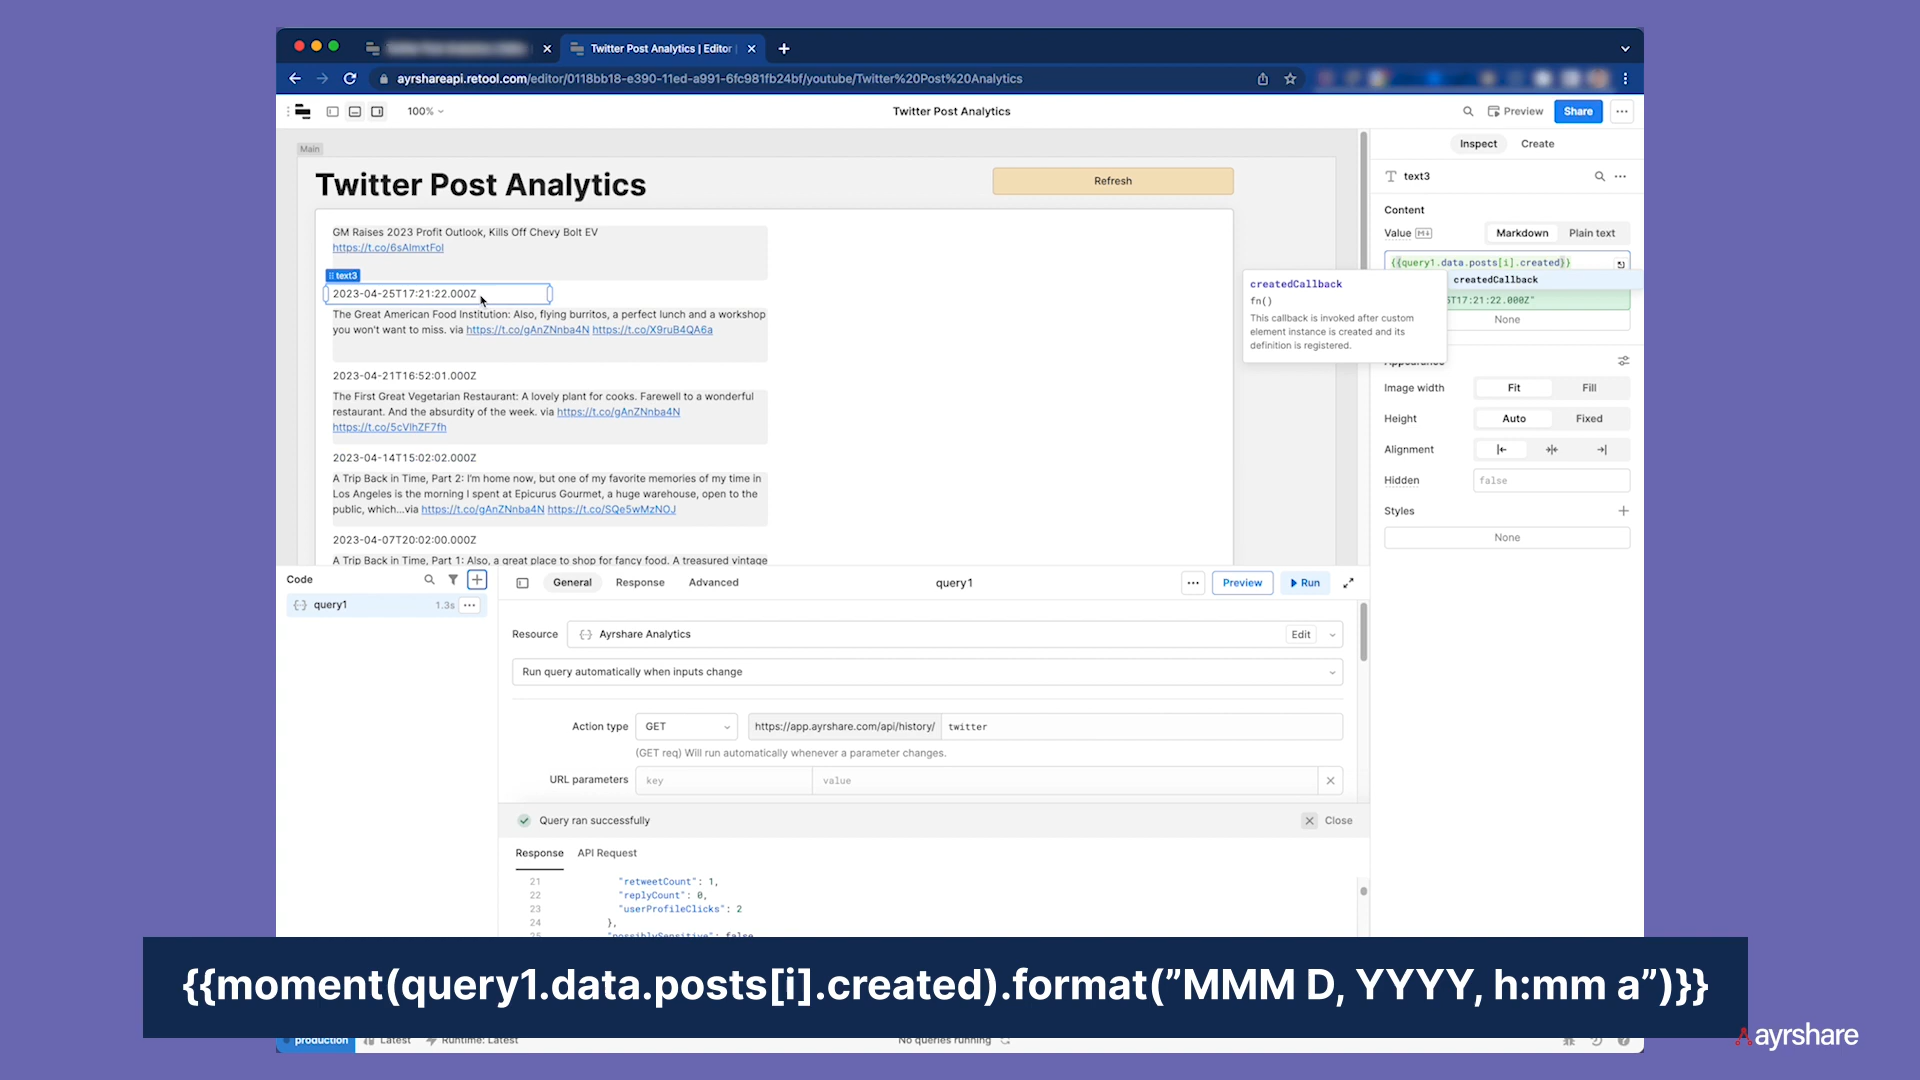 Twitter Post Analytics | Editor
ayrshareapi.retool.com/editor/0118bb18-e390-11ed-a991-6fc981fb24bf/youtube/Twitter%20Post%20Analytics
100%
Twitter Post Analytics
Preview
Share
Main
Twitter Post Analytics
Refresh
GM Raises 2023 Profit Outlook, Kills Off Chevy Bolt EV
https://t.co/6sAlmxtFol
text3
2023-04-25T17:21:22.000Z
The Great American Food Institution: Also, flying burritos, a perfect lunch and a workshop
you won't want to miss. via https://t.co/gAnZNnba4N https://t.co/X9ruB4QA6a
2023-04-21T16:52:01.000Z
The First Great Vegetarian Restaurant: A lovely plant for cooks. Farewell to a wonderful
restaurant. And the absurdity of the week. via https://t.co/gAnZNnba4N
https://t.co/5cVlhZF7fh
2023-04-14T15:02:02.000Z
A Trip Back in Time, Part 2: I'm home now, but one of my favorite memories of my time in
Los Angeles is the morning I spent at Epicurus Gourmet, a huge warehouse, open to the
public, which...via https://t.co/gAnZNnba4N https://t.co/SQe5wMzNOJ
2023-04-07T20:02:00.000Z
A Trip Back in Time, Part 1: Also, a great place to shop for fancy food. A treasured vintage
Inspect
Create
text3
Content
Value
Markdown
Plain text
{{query1.data.posts[i].created}}
createdCallback
createdCallback
fn()
This callback is invoked after custom
element instance is created and its
definition is registered.
5T17:21:22.000Z"
None
Appearance
Image width
Fit
Fill
Height
Auto
Fixed
Alignment
Hidden
false
Styles
None
Code
query1
1.3s
General
Response
Advanced
query1
Preview
Run
Resource
Ayrshare Analytics
Edit
Run query automatically when inputs change
Action type
GET
https://app.ayrshare.com/api/history/
twitter
(GET req) Will run automatically whenever a parameter changes.
URL parameters
key
value
Query ran successfully
Close
Response
API Request
21 "retweetCount": 1,
22 "replyCount": 0,
23 "userProfileClicks": 2
24 },
25 "possiblySensitive": false
{{moment(query1.data.posts[i].created).format(”MMM D, YYYY, h:mm a”)}}
production
Latest
Runtime: Latest
No queries running
ayrshare